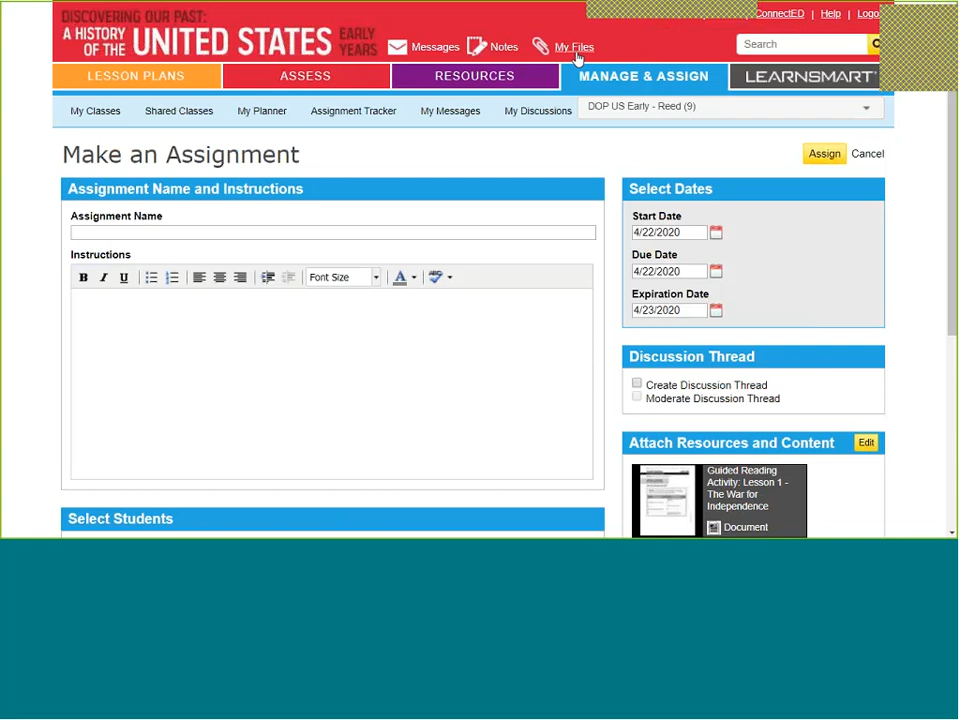 DISCOVERING OUR PAST:
A HISTORY OF THE UNITED STATES EARLY YEARS
Messages Notes My Files
ConnectED | Help | Logo
Search
LESSON PLANS ASSESS RESOURCES MANAGE & ASSIGN LEARNSMART
My Classes Shared Classes My Planner Assignment Tracker My Messages My Discussions DOP US Early - Reed (9)
Make an Assignment
Assign Cancel
Assignment Name and Instructions
Assignment Name
Instructions
B I U Font Size A ABC
Select Students
Select Dates
Start Date
4/22/2020
Due Date
4/22/2020
Expiration Date
4/23/2020
Discussion Thread
Create Discussion Thread
Moderate Discussion Thread
Attach Resources and Content Edit
Guided Reading
Activity: Lesson 1 -
The War for
Independence
Document